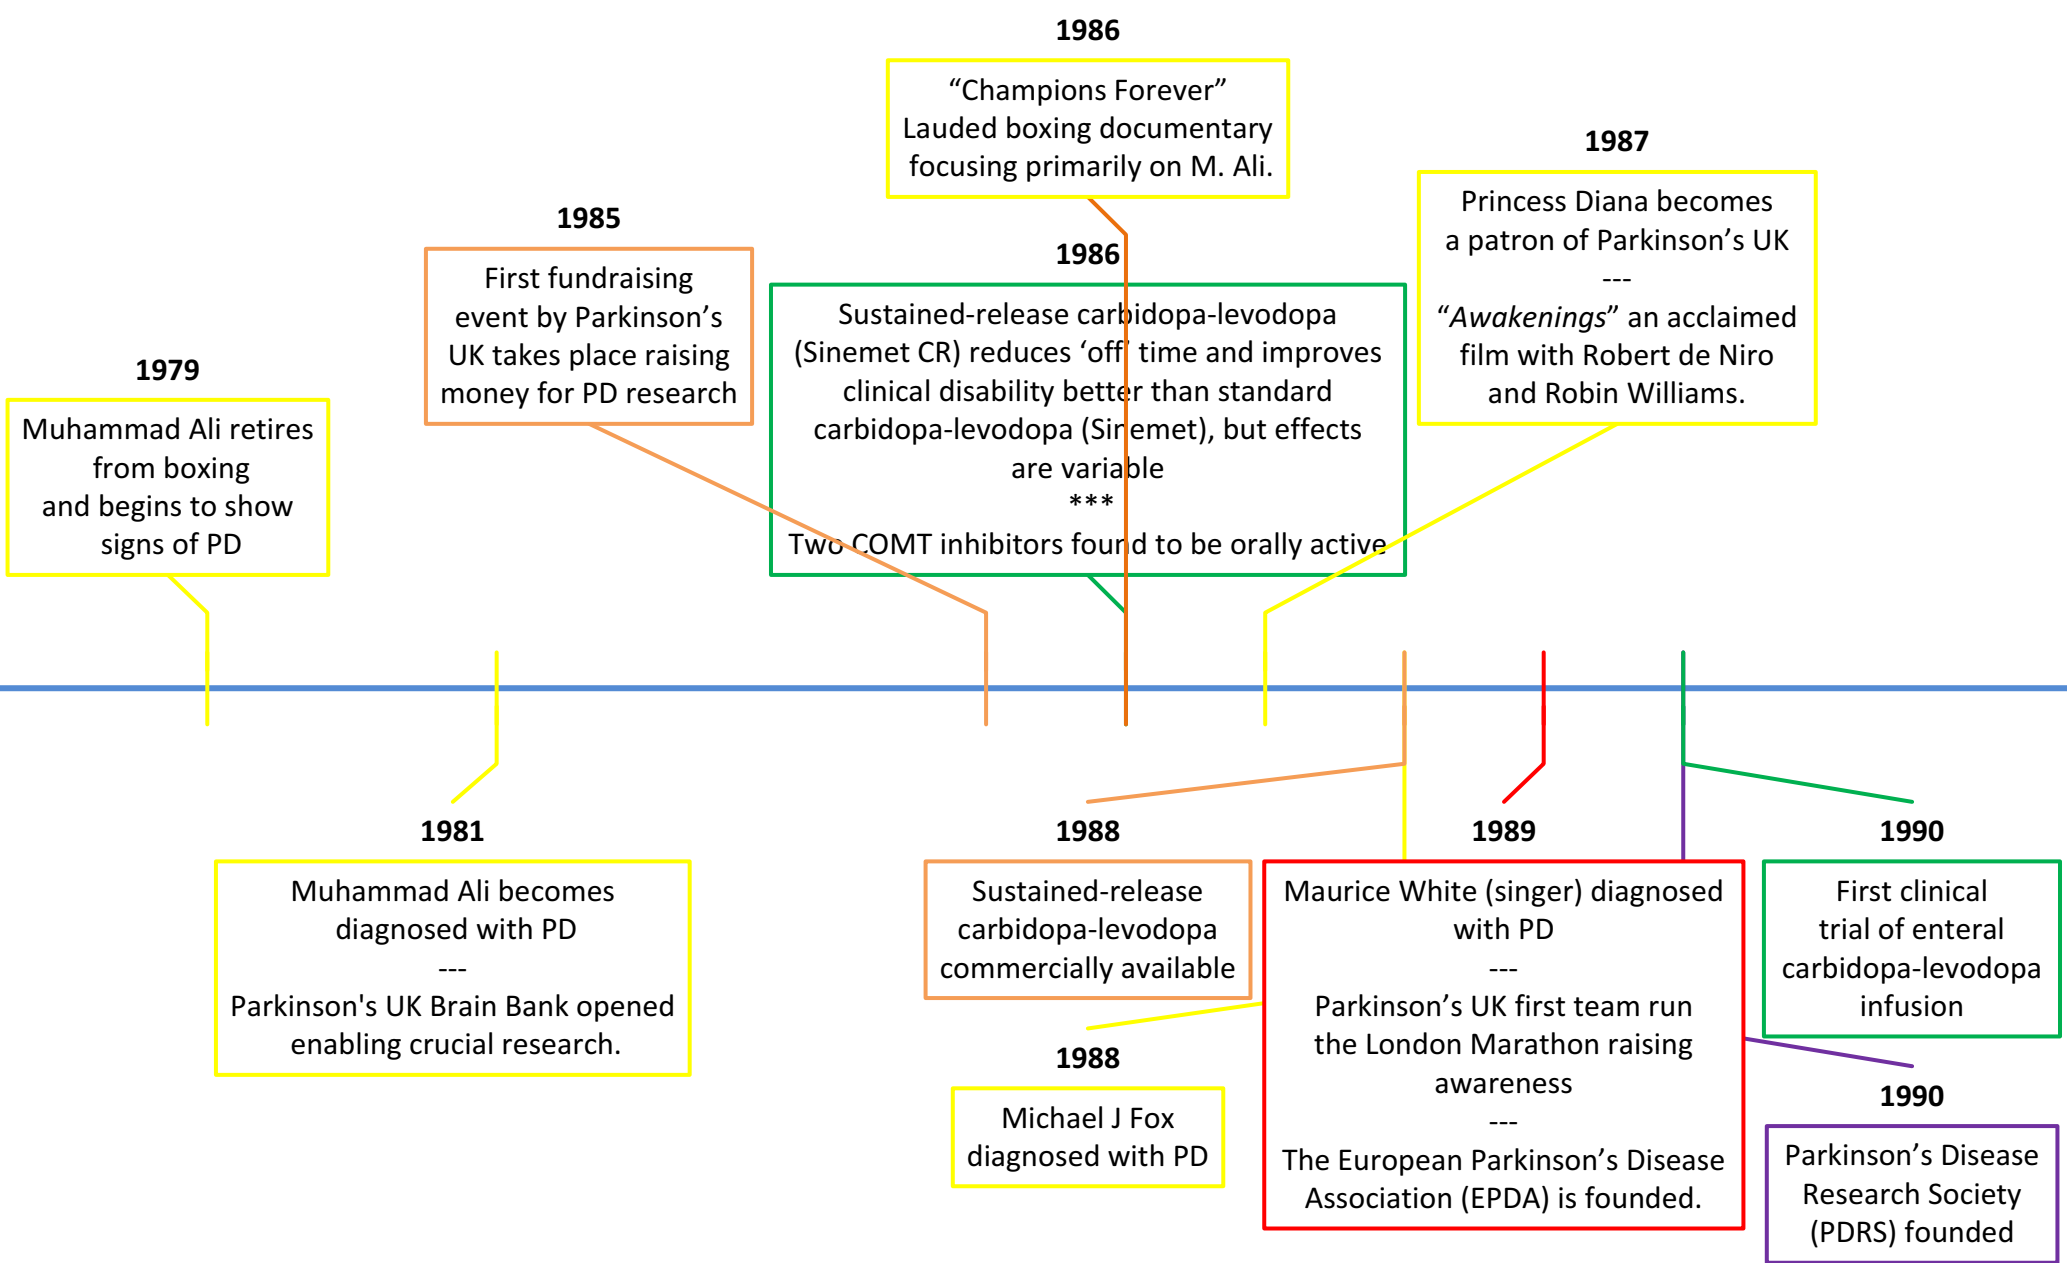 1979
Muhammad Ali retires
from boxing
and begins to show
signs of PD
1985
First fundraising
event by Parkinson’s
UK takes place raising
money for PD research
1986
“Champions Forever”
Lauded boxing documentary
focusing primarily on M. Ali.
1986
Sustained-release carbidopa-levodopa
(Sinemet CR) reduces ‘off’ time and improves
clinical disability better than standard
carbidopa-levodopa (Sinemet), but effects
are variable
***
Two COMT inhibitors found to be orally active
1987
Princess Diana becomes
a patron of Parkinson’s UK
---
“Awakenings” an acclaimed
film with Robert de Niro
and Robin Williams.
1981
Muhammad Ali becomes
diagnosed with PD
---
Parkinson's UK Brain Bank opened
enabling crucial research.
1988
Sustained-release
carbidopa-levodopa
commercially available
1988
Michael J Fox
diagnosed with PD
1989
Maurice White (singer) diagnosed
with PD
---
Parkinson’s UK first team run
the London Marathon raising
awareness
---
The European Parkinson’s Disease
Association (EPDA) is founded.
1990
First clinical
trial of enteral
carbidopa-levodopa
infusion
1990
Parkinson’s Disease
Research Society
(PDRS) founded